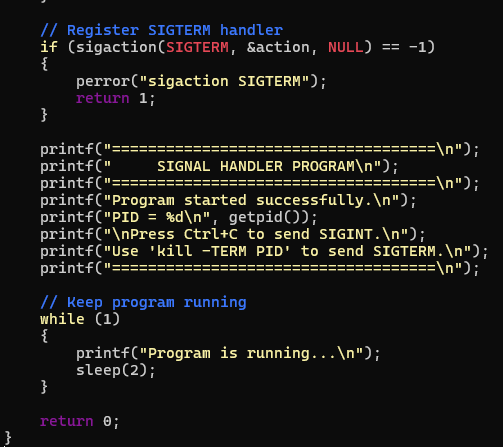 // Register SIGTERM handler
if (sigaction(SIGTERM, &action, NULL) == -1)
{
perror("sigaction SIGTERM");
return 1;
}
printf("====================================\n");
printf("     SIGNAL HANDLER PROGRAM\n");
printf("====================================\n");
printf("Program started successfully.\n");
printf("PID = %d\n", getpid());
printf("\nPress Ctrl+C to send SIGINT.\n");
printf("Use 'kill -TERM PID' to send SIGTERM.\n");
printf("====================================\n");
// Keep program running
while (1)
{
printf("Program is running...\n");
sleep(2);
}
return 0;
}